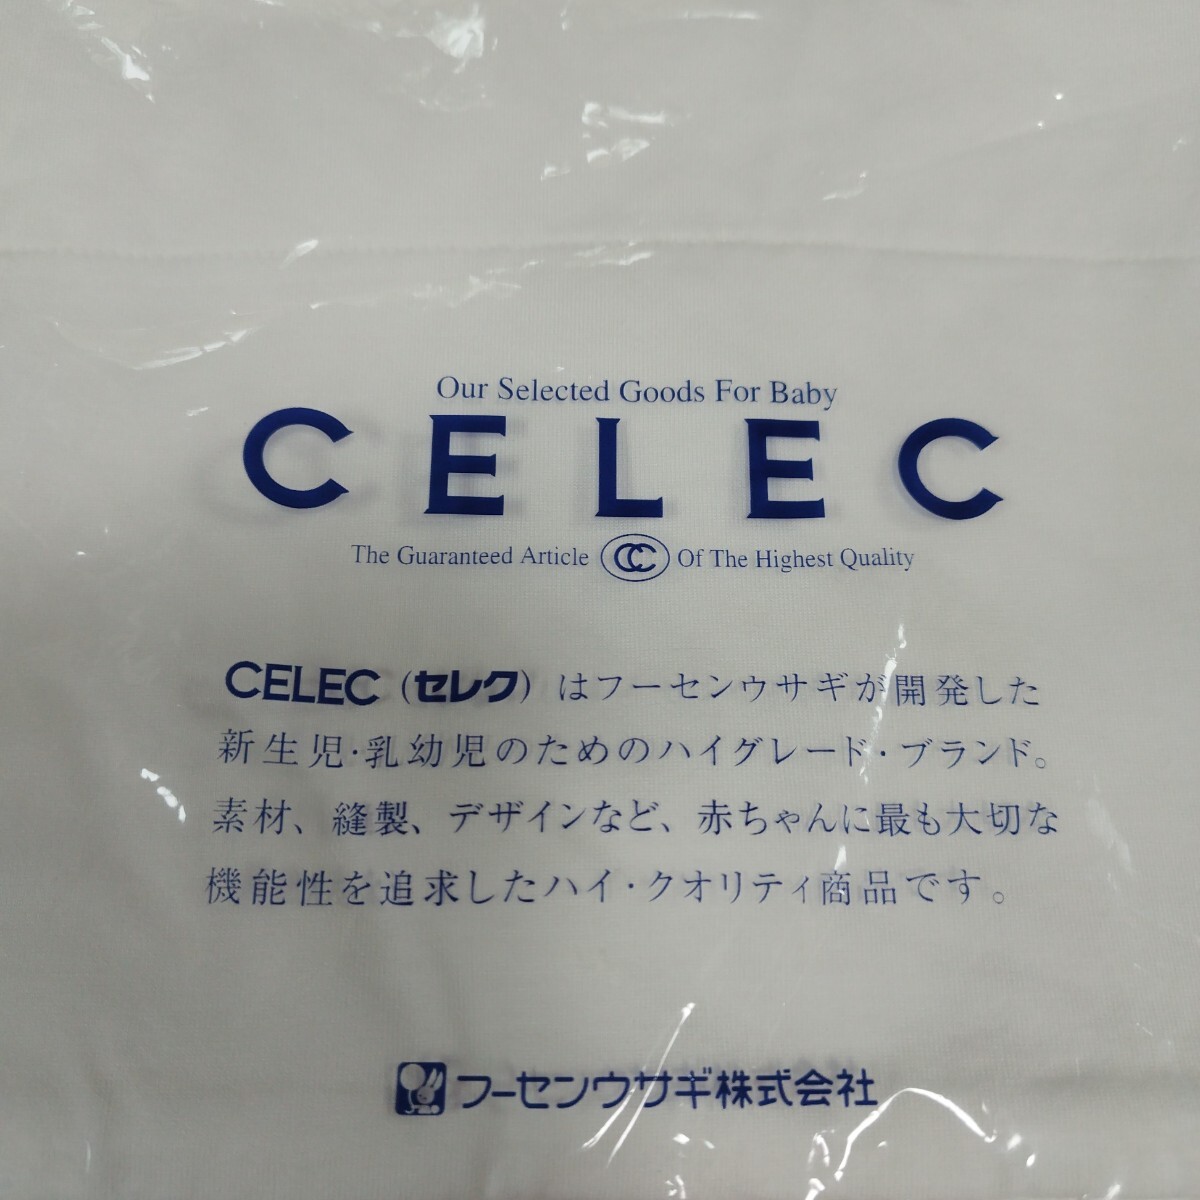 Our Selected Goods For Baby
CELEC
The Guaranteed Article CC Of The Highest Quality
CELEC(セレク)はフーセンウサギが開発した
新生児・乳幼児のためのハイグレード・ブランド。
素材、縫製、デザインなど、赤ちゃんに最も大切な
機能性を追求したハイ・クオリティ商品です。
フーセンウサギ株式会社